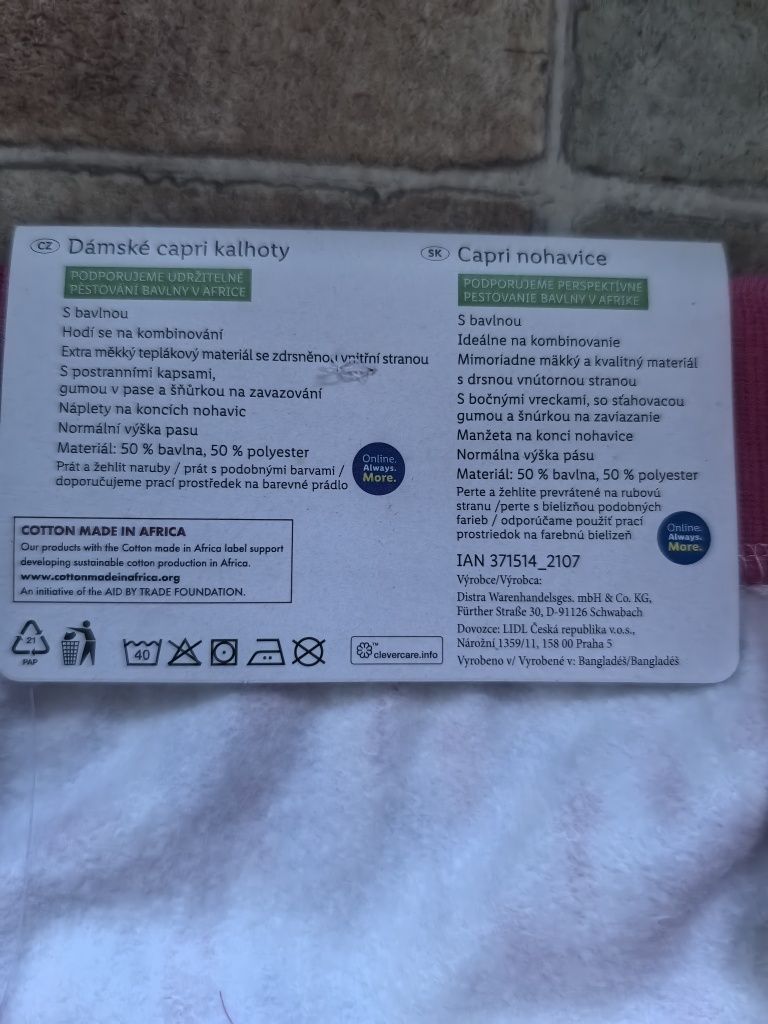 CZ Dámské capri kalhoty
PODPORUJEME UDRŽITELNÉ
PĚSTOVÁNÍ BAVLNY V AFRICE
S bavlnou
Hodí se na kombinování
Extra měkký teplákový materiál se zdrsněnou vnitřní stranou
S postranními kapsami,
gumou v pase a šňůrkou na zavazování
Náplety na koncích nohavic
Normální výška pasu
Materiál: 50 % bavlna, 50 % polyester
Prát a žehlit naruby / prát s podobnými barvami /
doporučujeme prací prostředek na barevné prádlo
Online.
Always.
More.
COTTON MADE IN AFRICA
Our products with the Cotton made in Africa label support
developing sustainable cotton production in Africa.
www.cottonmadeinafrica.org
An initiative of the AID BY TRADE FOUNDATION.
21
PAP
40
clevercare.info
SK Capri nohavice
PODPORUJEME PERSPEKTÍVNE
PESTOVANIE BAVLNY V AFRIKE
S bavlnou
Ideálne na kombinovanie
Mimoriadne mäkký a kvalitný materiál
s drsnou vnútornou stranou
S bočnými vreckami, so sťahovacou
gumou a šnúrkou na zaviazanie
Manžeta na konci nohavice
Normálna výška pásu
Materiál: 50 % bavlna, 50 % polyester
Perte a žehlite prevrátené na rubovú
stranu /perte s bielizňou podobných
farieb / odporúčame použiť prací
prostriedok na farebnú bielizeň
Online.
Always.
More.
IAN 371514_2107
Výrobce/Výrobca:
Distra Warenhandelsges. mbH & Co. KG,
Fürther Straße 30, D-91126 Schwabach
Dovozce: LIDL Česká republika v.o.s.,
Nárožní 1359/11, 158 00 Praha 5
Vyrobeno v/ Vyrobené v: Bangladéš/Bangladéš